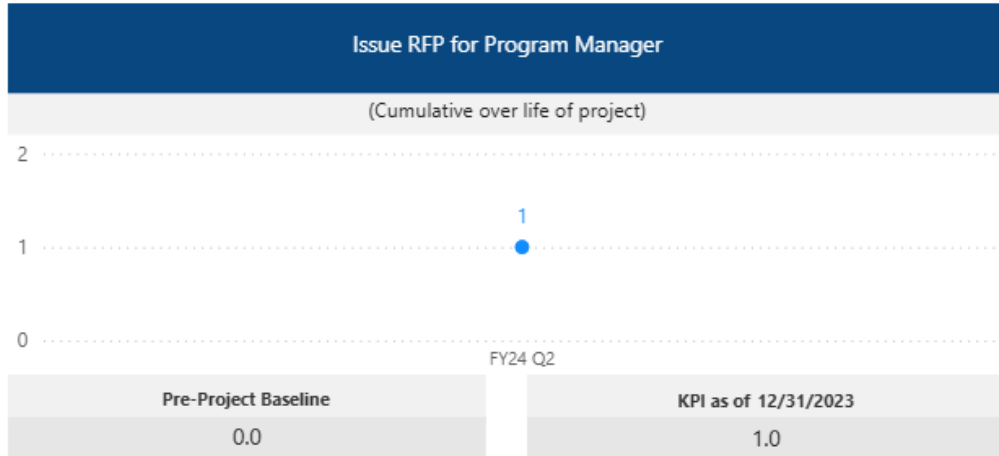 Issue RFP for Program Manager
(Cumulative over life of project)
2
1
1
0
FY24 Q2
Pre-Project Baseline
KPI as of 12/31/2023
0.0
1.0